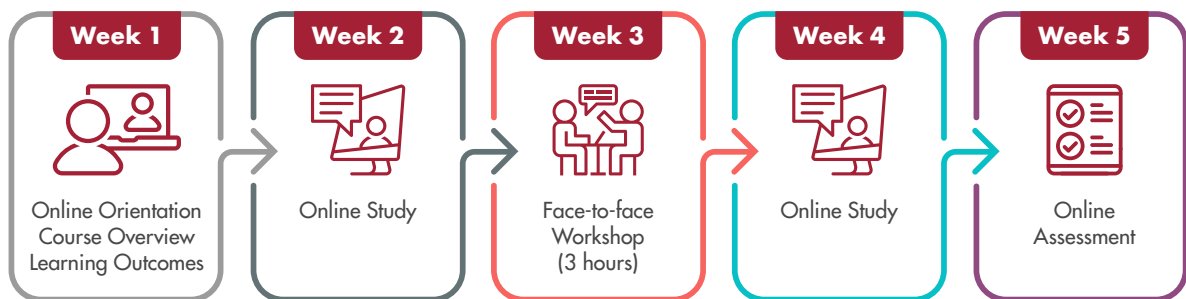 Week 1
Online Orientation
Course Overview
Learning Outcomes
Week 2
Online Study
Week 3
Face-to-face
Workshop
(3 hours)
Week 4
Online Study
Week 5
Online
Assessment